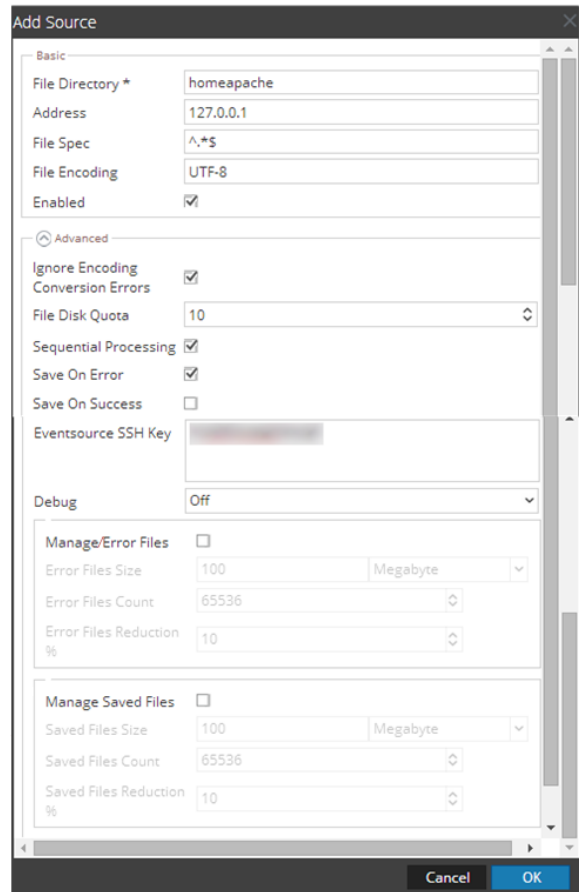 Add Source
Basic
File Directory * homeapache
Address 127.0.0.1
File Spec ^.*$
File Encoding UTF-8
Enabled
Advanced
Ignore Encoding
Conversion Errors
File Disk Quota 10
Sequential Processing
Save On Error
Save On Success
Eventsource SSH Key
Debug Off
Manage/Error Files
Error Files Size 100 Megabyte
Error Files Count 65536
Error Files Reduction
% 10
Manage Saved Files
Saved Files Size 100 Megabyte
Saved Files Count 65536
Saved Files Reduction
% 10
Cancel OK